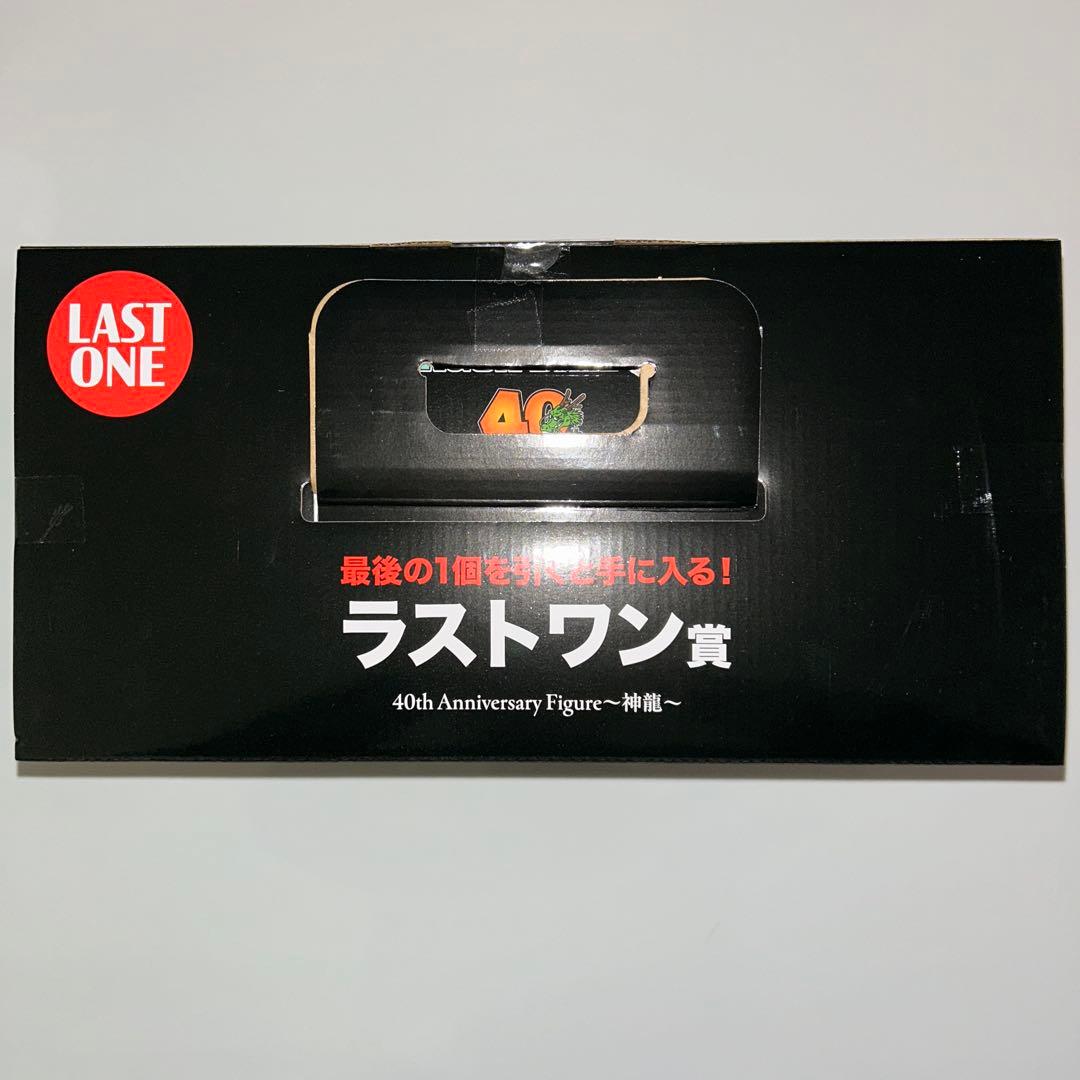 LAST
ONE
40
最後の1個を引くと手に入る!
ラストワン賞
40th Anniversary Figure～神龍～